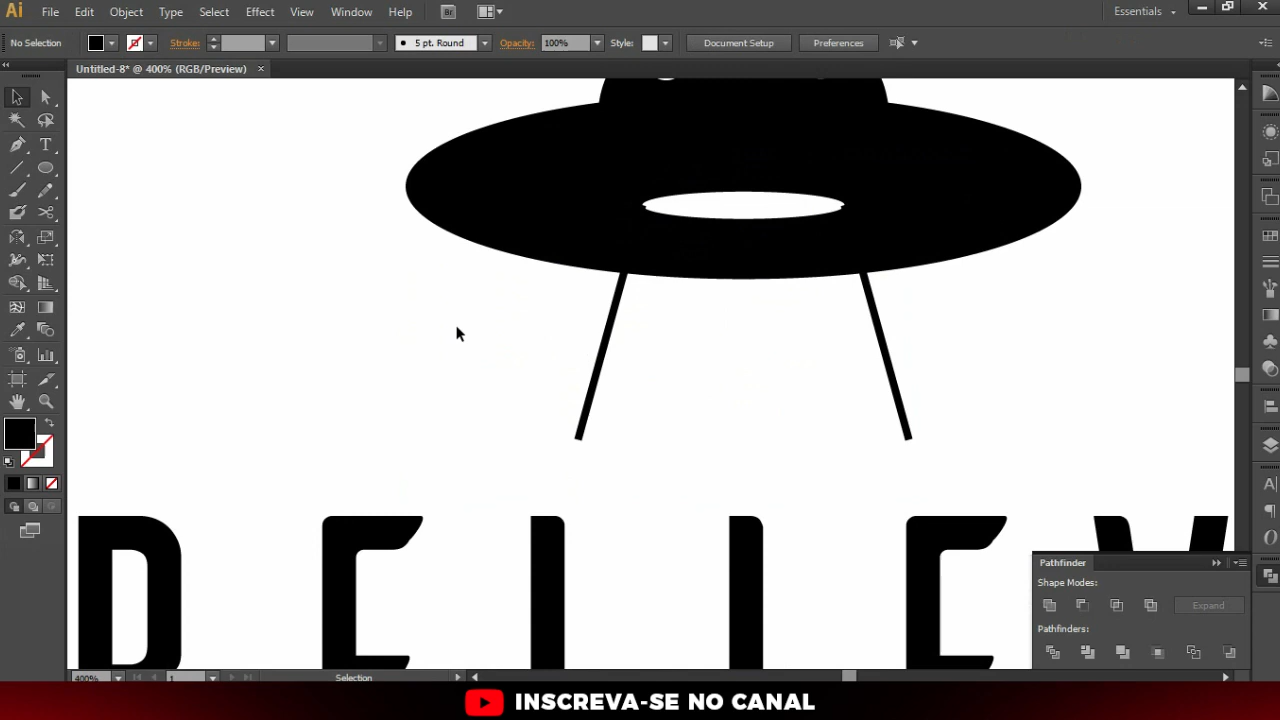 Ai File Edit Object Type Select Effect View Window Help Br Essentials
No Selection Stroke: 5 pt. Round Opacity: 100% Style: Document Setup Preferences
Untitled-8* @ 400% (RGB/Preview)
BELIEV
Pathfinder
Shape Modes:
Expand
Pathfinders:
400% 1 Selection
INSCREVA-SE NO CANAL